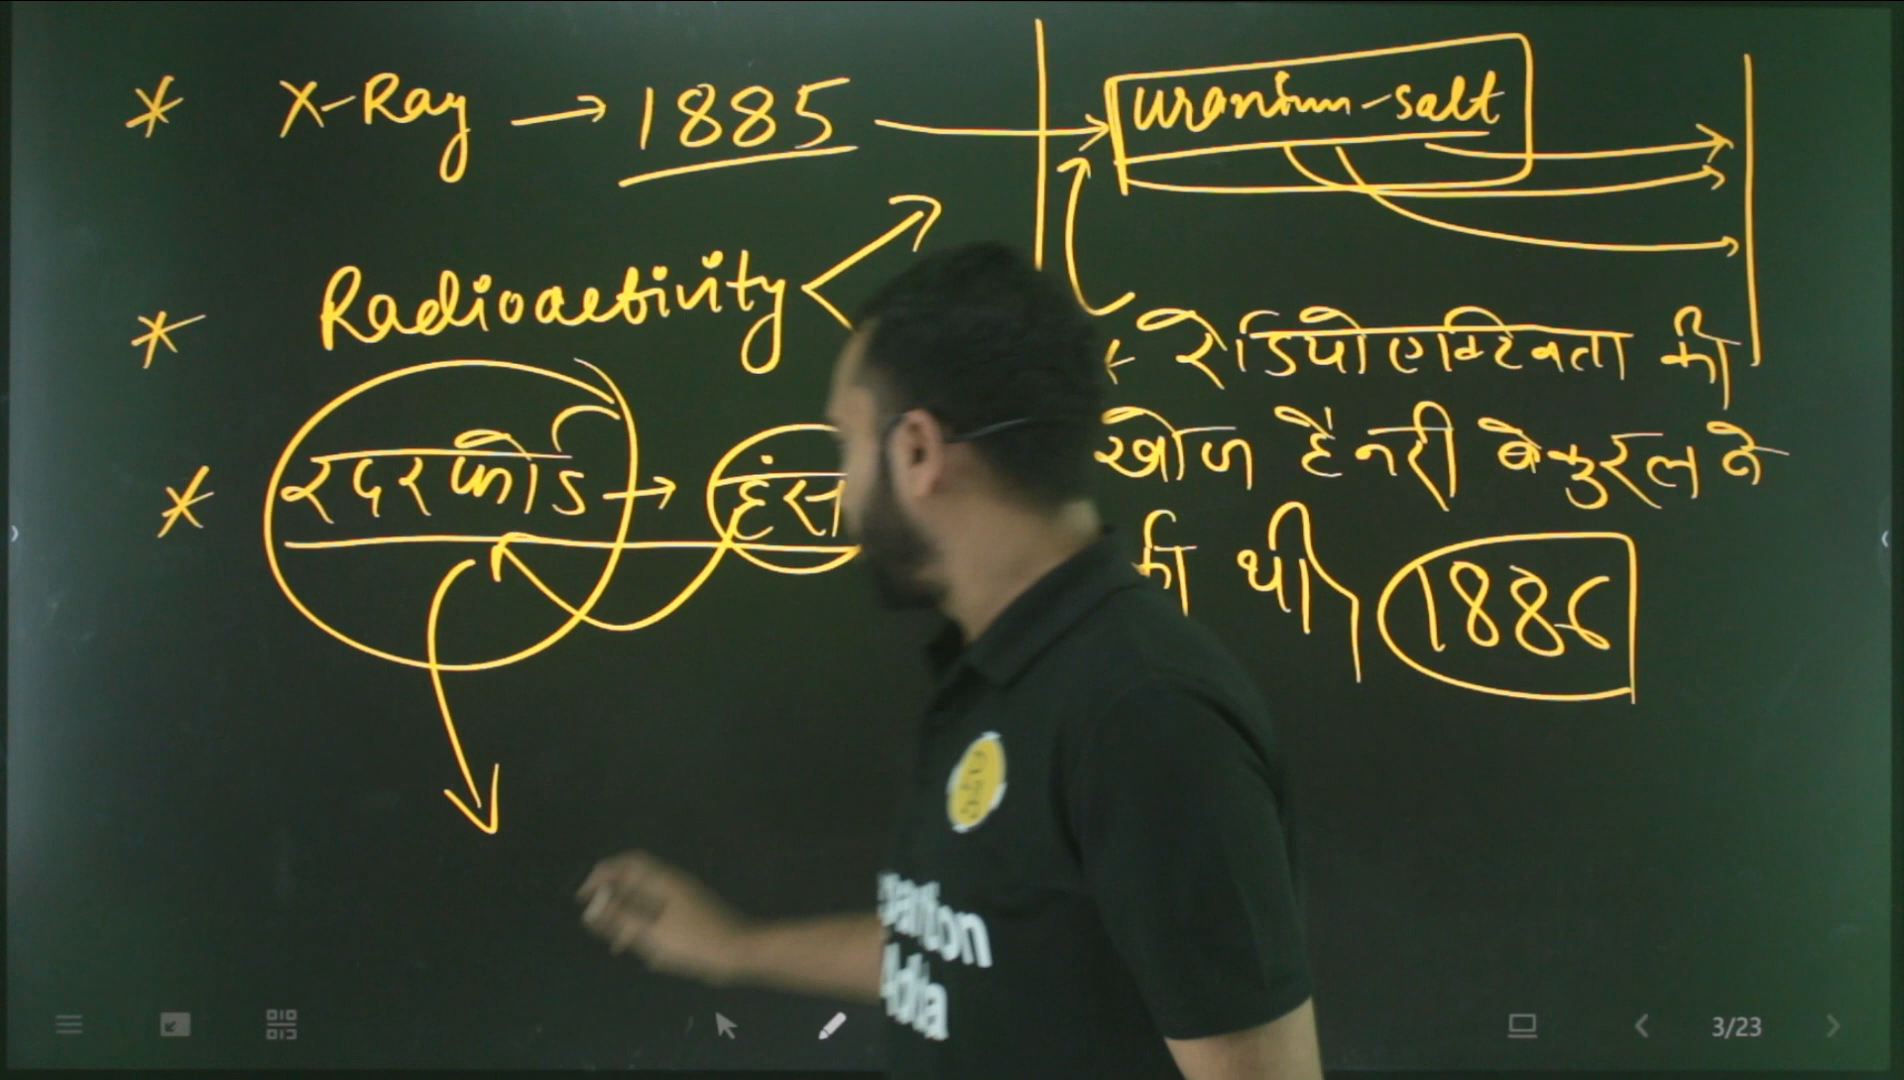 * X-Ray → 1885 → Uranium-salt
* Radioactivity
* रेडियोएक्टिवता की
खोज हैनरी बेकुरल ने
की थी 1886
* रदरफोर्ड → हंस
3/23